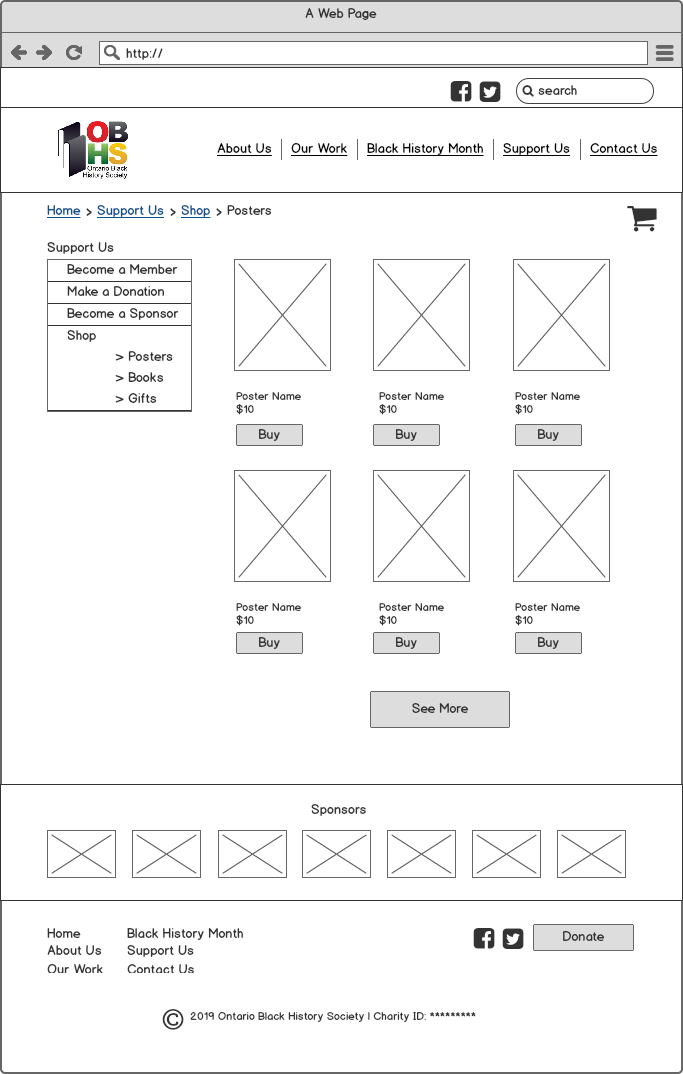 A Web Page
http://
search
OBHS
Ontario Black
History Society
About Us Our Work Black History Month Support Us Contact Us
Home > Support Us > Shop > Posters
Support Us
Become a Member
Make a Donation
Become a Sponsor
Shop
> Posters
> Books
> Gifts
Poster Name Poster Name Poster Name
$10 $10 $10
Buy Buy Buy
Poster Name Poster Name Poster Name
$10 $10 $10
Buy Buy Buy
See More
Sponsors
Home Black History Month
About Us Support Us
Our Work Contact Us
Donate
© 2019 Ontario Black History Society | Charity ID: *********